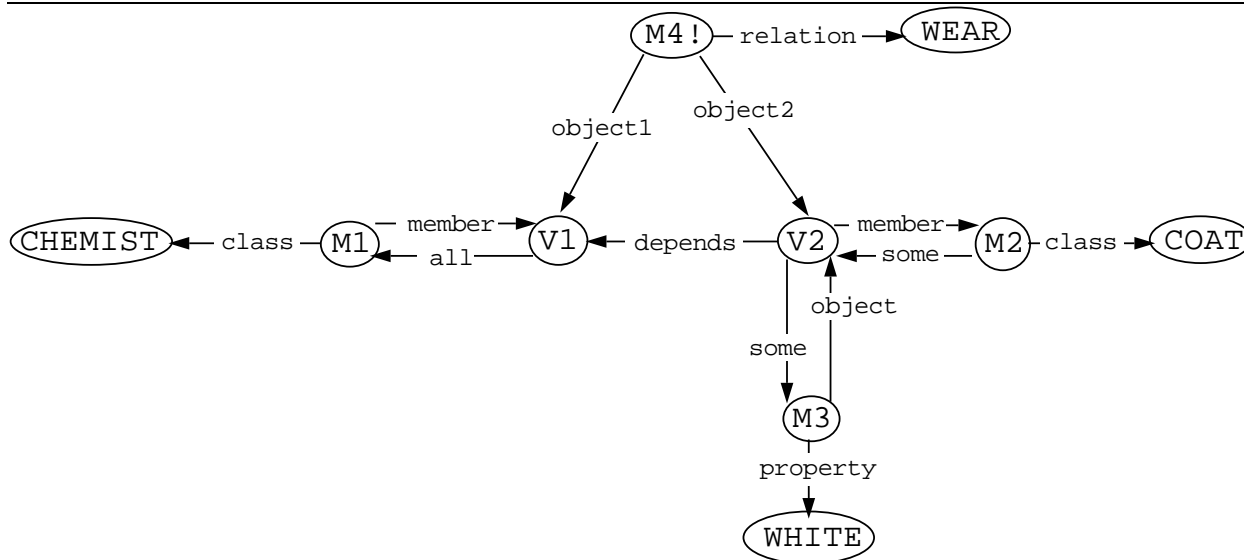 M4! relation WEAR
object1 object2
member member
CHEMIST class M1 V1 depends V2 M2 class COAT
all some
object
some
M3
property
WHITE